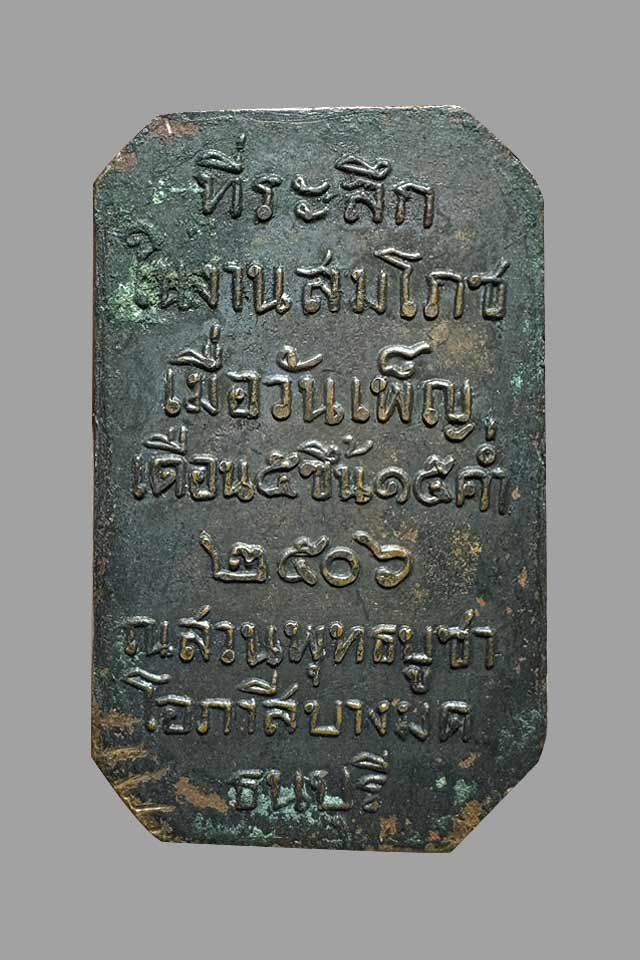 ที่ระสึก
ในงานสมโภช
เมื่อวันเพ็ญ
เดือน๕ขึ้น๑๕ค่ำ
๒๕๐๖
ณสวนพุทธบูชา
โอภาสีบางมด
ธนบุรี